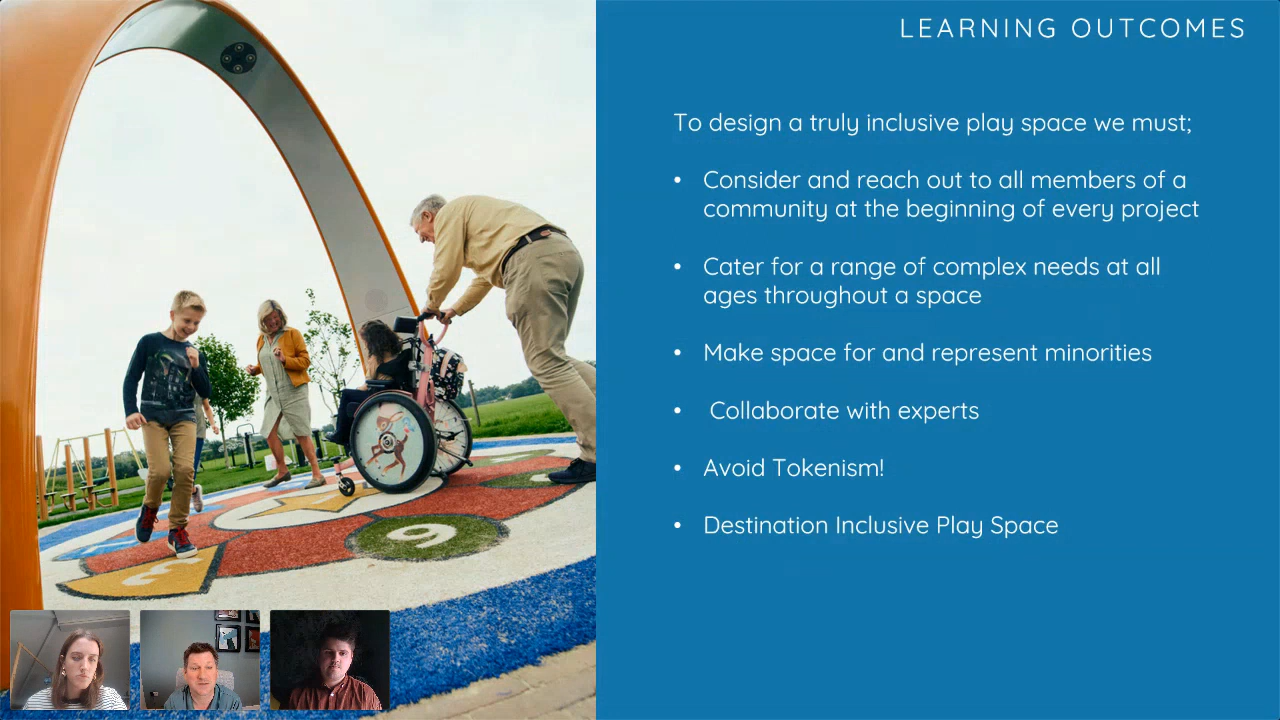 LEARNING OUTCOMES
To design a truly inclusive play space we must;
• Consider and reach out to all members of a
community at the beginning of every project
• Cater for a range of complex needs at all
ages throughout a space
• Make space for and represent minorities
• Collaborate with experts
• Avoid Tokenism!
• Destination Inclusive Play Space
9
3